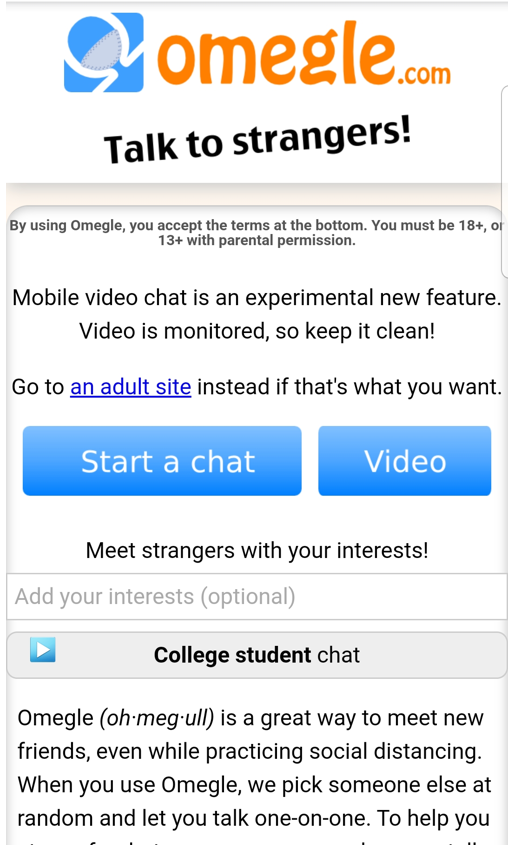 omegle.com
Talk to strangers!
By using Omegle, you accept the terms at the bottom. You must be 18+, or
13+ with parental permission.
Mobile video chat is an experimental new feature.
Video is monitored, so keep it clean!
Go to an adult site instead if that's what you want.
Start a chat
Video
Meet strangers with your interests!
Add your interests (optional)
College student chat
Omegle (oh·meg·ull) is a great way to meet new
friends, even while practicing social distancing.
When you use Omegle, we pick someone else at
random and let you talk one-on-one. To help you